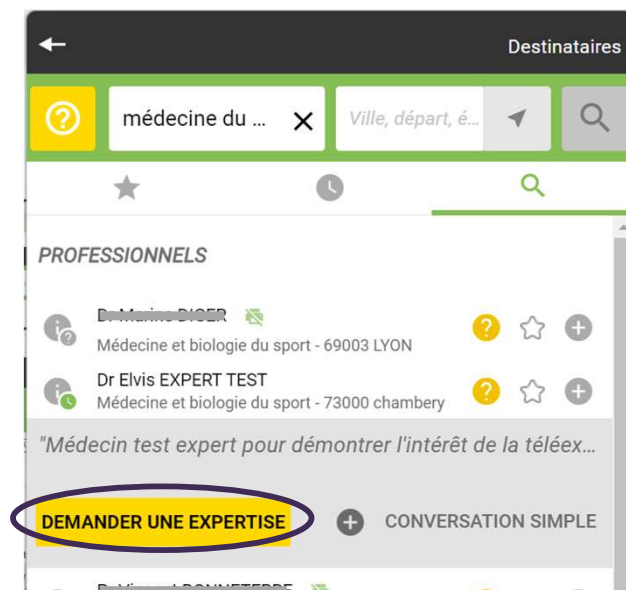 Destinataires
médecine du ...
Ville, départ, é...
PROFESSIONNELS
Médecine et biologie du sport - 69003 LYON
Dr Elvis EXPERT TEST
Médecine et biologie du sport - 73000 chambery
"Médecin test expert pour démontrer l'intérêt de la téléex...
DEMANDER UNE EXPERTISE
CONVERSATION SIMPLE